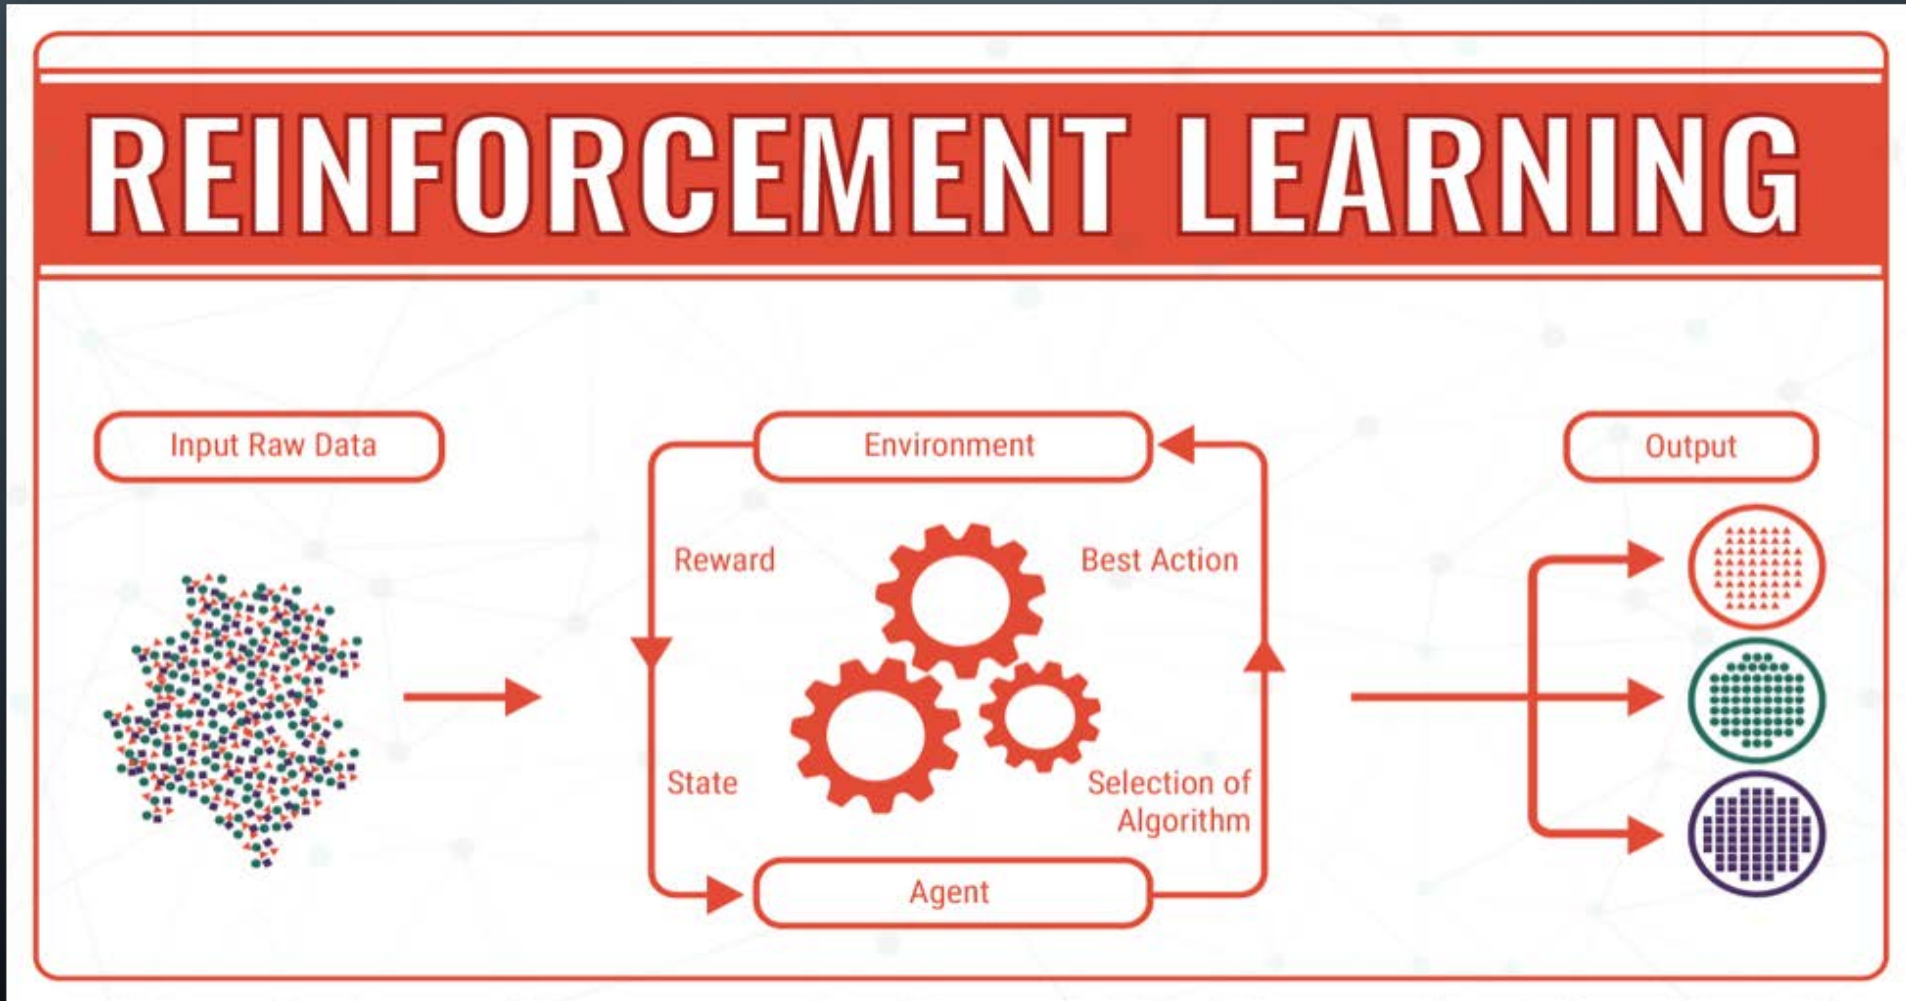 REINFORCEMENT LEARNING
Input Raw Data
Environment
Output
Reward
Best Action
State
Selection of
Algorithm
Agent